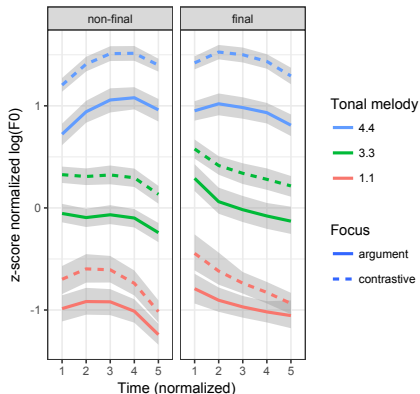 non-final final
z-score normalized log(F0)
1
0
-1
1 2 3 4 5 1 2 3 4 5
Time (normalized)
Tonal melody
4.4
3.3
1.1
Focus
argument
contrastive